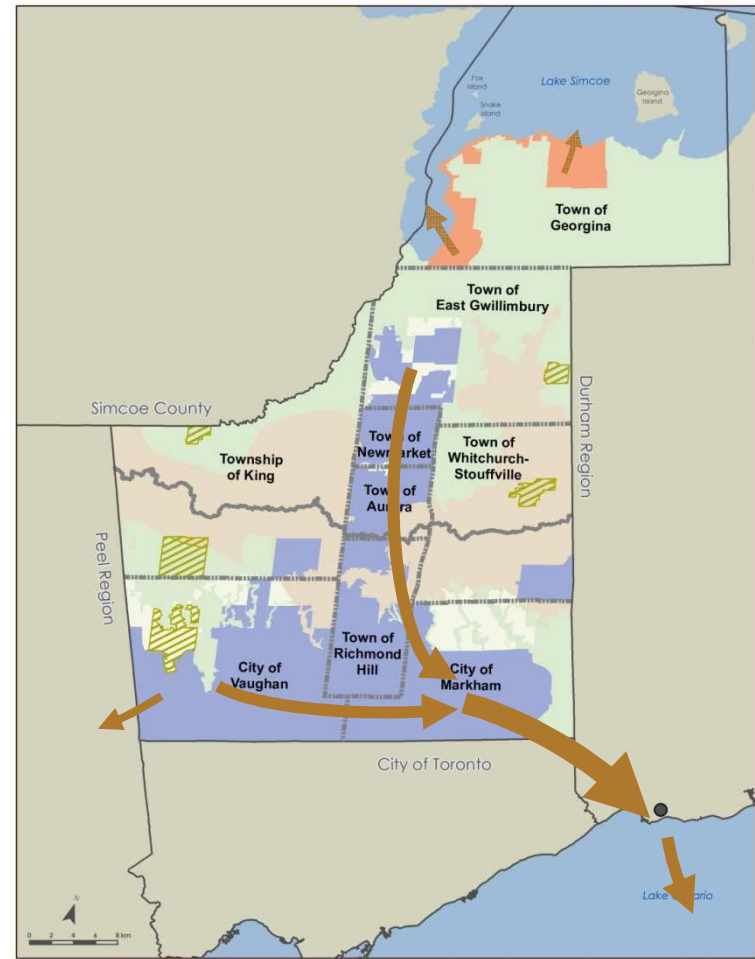 Lake Simcoe
Fox
Island
Snake
Island
Georgina
Island
Town of
Georgina
Town of
East Gwillimbury
Simcoe County
Durham Region
Township
of King
Town of
Newmarket
Town of
Whitchurch-
Stouffville
Town of
Aurora
Peel Region
City of
Vaughan
Town of
Richmond
Hill
City of
Markham
City of Toronto
Lake Ontario
N
0 2 4 6 8 km